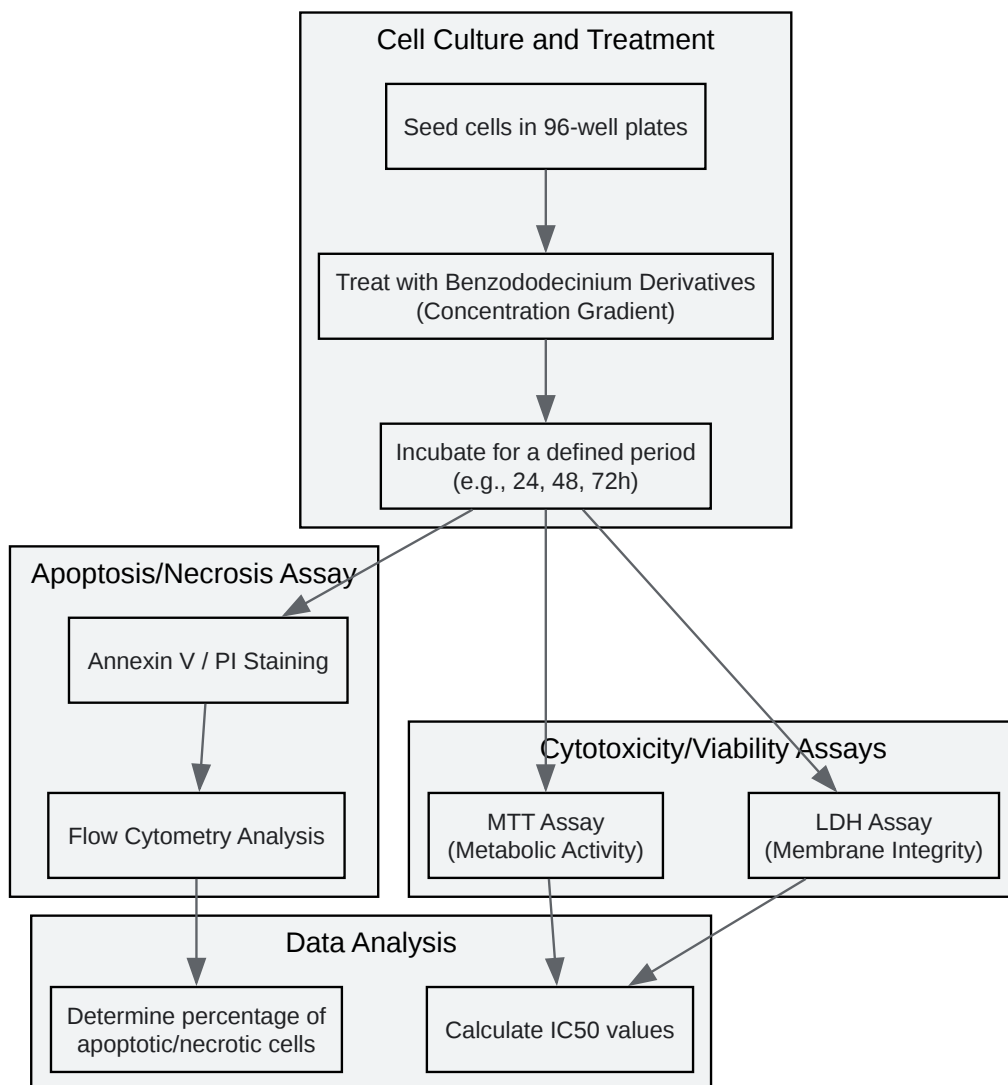 Cell Culture and Treatment
Seed cells in 96-well plates
Treat with Benzododecinium Derivatives
(Concentration Gradient)
Incubate for a defined period
(e.g., 24, 48, 72h)
Apoptosis/Necrosis Assay
Annexin V / PI Staining
Flow Cytometry Analysis
Cytotoxicity/Viability Assays
MTT Assay
(Metabolic Activity)
LDH Assay
(Membrane Integrity)
Data Analysis
Determine percentage of
apoptotic/necrotic cells
Calculate IC50 values